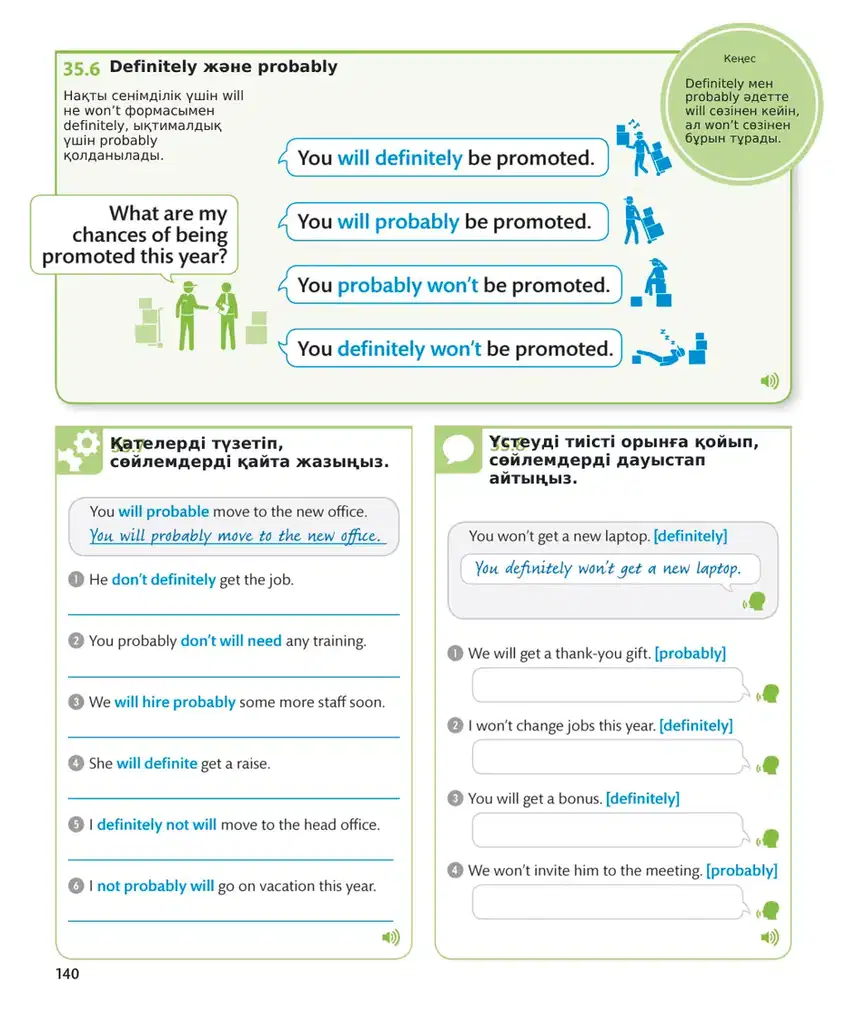 35.6 Definitely және probably
Нақты сенімділік үшін will
не won’t формасымен
definitely, ықтималдық
үшін probably
қолданылады.
Кеңес
Definitely мен
probably әдетте
will сөзінен кейін,
ал won’t сөзінен
бұрын тұрады.
What are my
chances of being
promoted this year?
You will definitely be promoted.
You will probably be promoted.
You probably won’t be promoted.
You definitely won’t be promoted.
Қателерді түзетіп,
сөйлемдерді қайта жазыңыз.
You will probable move to the new office.
You will probably move to the new office.
1 He don’t definitely get the job.
2 You probably don’t will need any training.
3 We will hire probably some more staff soon.
4 She will definite get a raise.
5 I definitely not will move to the head office.
6 I not probably will go on vacation this year.
Үстеуді тиісті орынға қойып,
сөйлемдерді дауыстап
айтыңыз.
You won’t get a new laptop. [definitely]
You definitely won’t get a new laptop.
1 We will get a thank-you gift. [probably]
2 I won’t change jobs this year. [definitely]
3 You will get a bonus. [definitely]
4 We won’t invite him to the meeting. [probably]
140